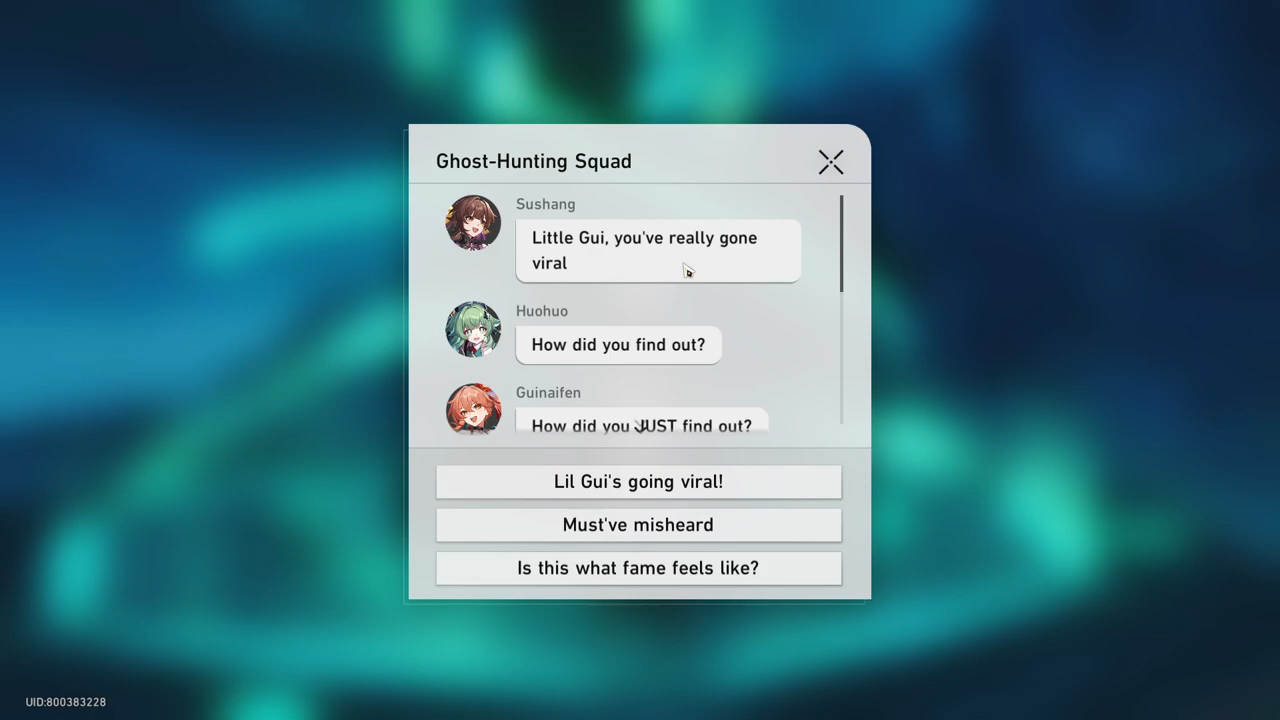 Ghost-Hunting Squad
Sushang
Little Gui, you've really gone
viral
Huohuo
How did you find out?
Guinaifen
How did you JUST find out?
Lil Gui's going viral!
Must've misheard
Is this what fame feels like?
UID:800383228